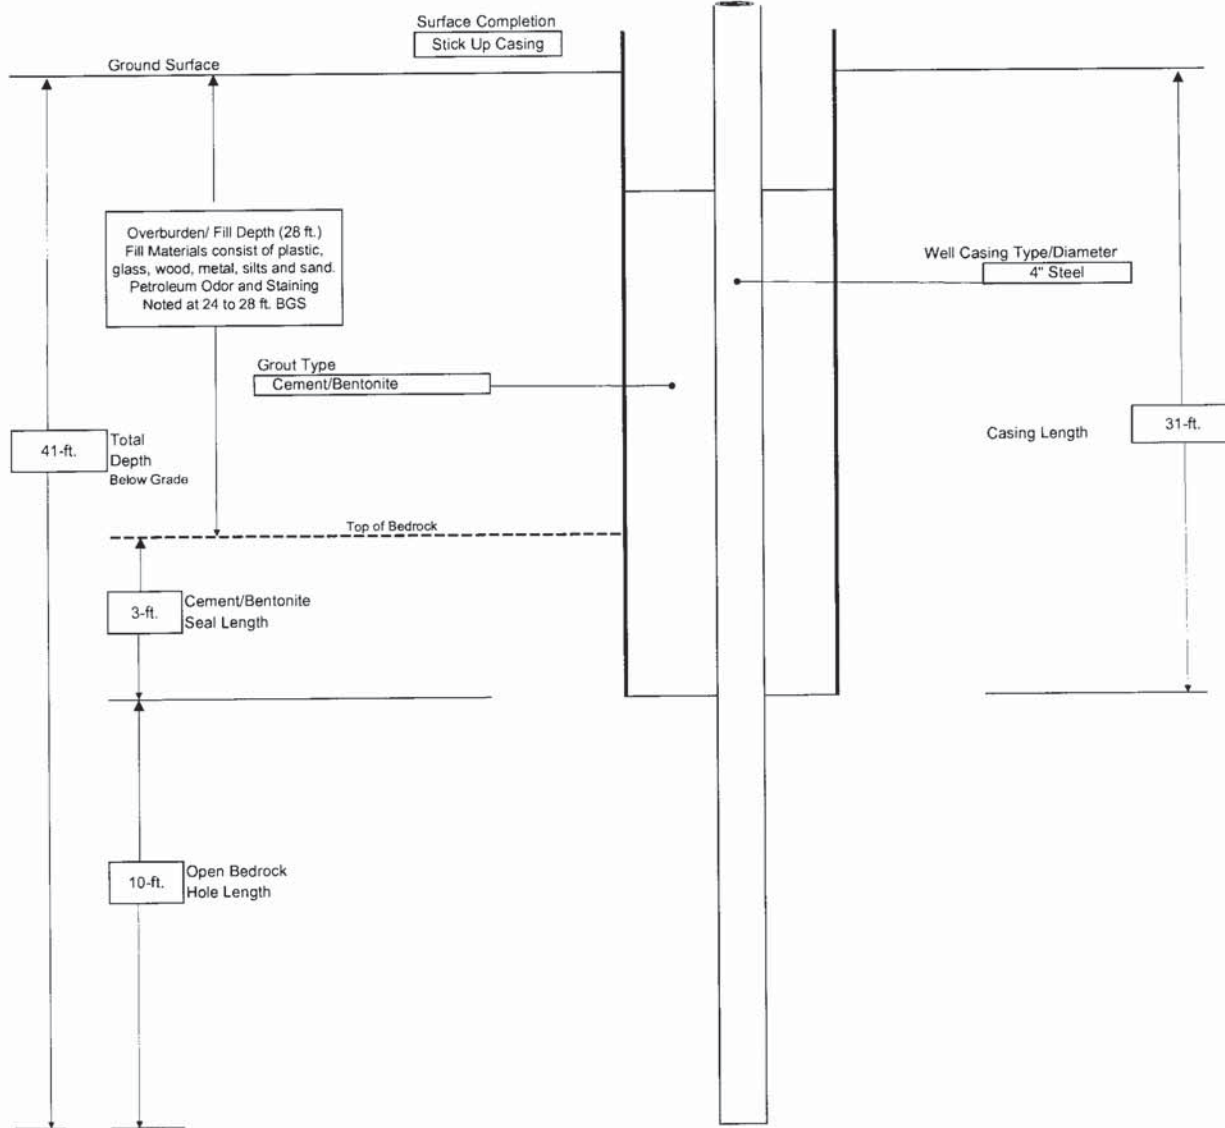 Surface Completion
Stick Up Casing
Ground Surface
Overburden/ Fill Depth (28 ft.)
Fill Materials consist of plastic,
glass, wood, metal, silts and sand.
Petroleum Odor and Staining
Noted at 24 to 28 ft. BGS
Well Casing Type/Diameter
4" Steel
Grout Type
Cement/Bentonite
41-ft.
Total
Depth
Below Grade
Casing Length
31-ft.
Top of Bedrock
3-ft.
Cement/Bentonite
Seal Length
10-ft.
Open Bedrock
Hole Length